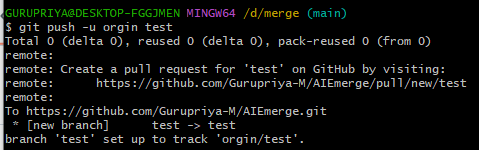 GURUPRIYA@DESKTOP-FGGJMEN MINGW64 /d/merge (main)
$ git push -u orgin test
Total 0 (delta 0), reused 0 (delta 0), pack-reused 0 (from 0)
remote:
remote: Create a pull request for 'test' on GitHub by visiting:
remote:      https://github.com/Gurupriya-M/AIEmerge/pull/new/test
remote:
To https://github.com/Gurupriya-M/AIEmerge.git
 * [new branch]      test -> test
branch 'test' set up to track 'orgin/test'.